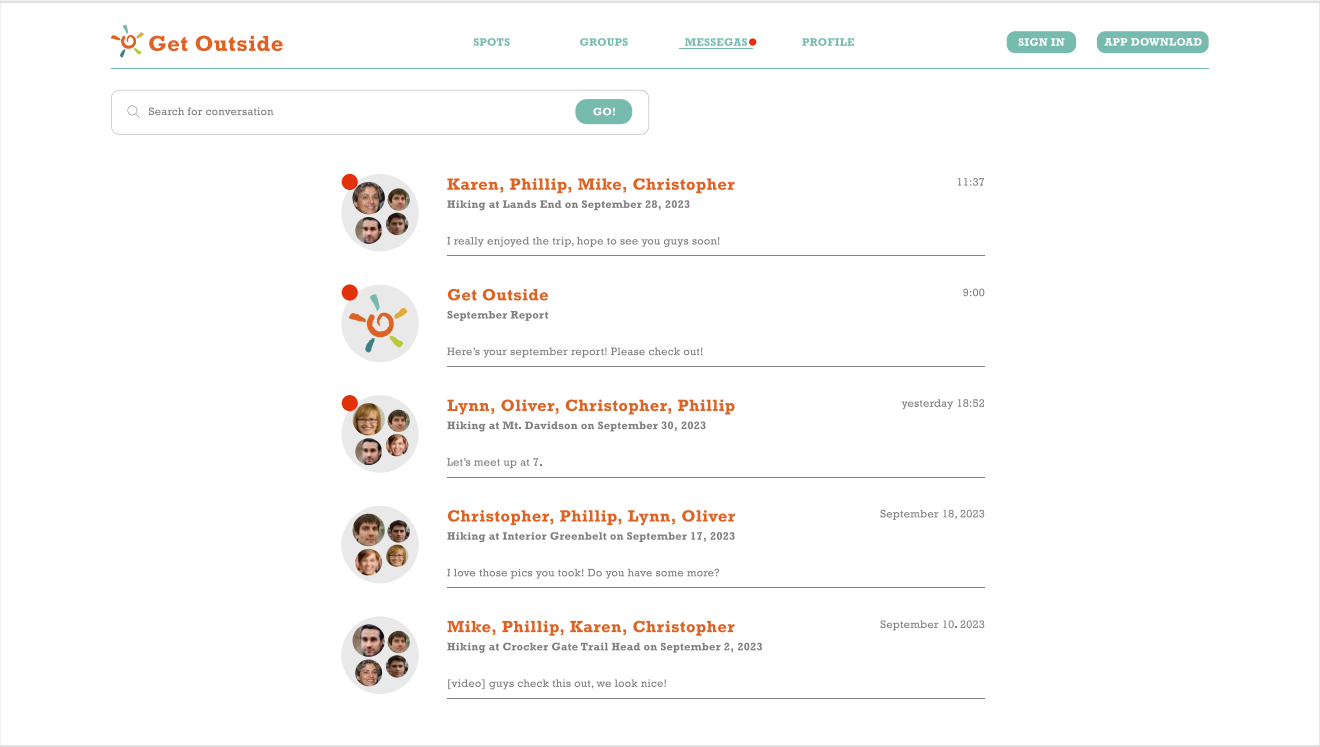 Get Outside
SPOTS
GROUPS
MESSEGAS
PROFILE
SIGN IN
APP DOWNLOAD
Search for conversation
GO!
Karen, Phillip, Mike, Christopher
11:37
Hiking at Lands End on September 28, 2023
I really enjoyed the trip, hope to see you guys soon!
Get Outside
9:00
September Report
Here's your september report! Please check out!
Lynn, Oliver, Christopher, Phillip
yesterday 18:52
Hiking at Mt. Davidson on September 30, 2023
Let's meet up at 7.
Christopher, Phillip, Lynn, Oliver
September 18, 2023
Hiking at Interior Greenbelt on September 17, 2023
I love those pics you took! Do you have some more?
Mike, Phillip, Karen, Christopher
September 10. 2023
Hiking at Crocker Gate Trail Head on September 2, 2023
[video] guys check this out, we look nice!